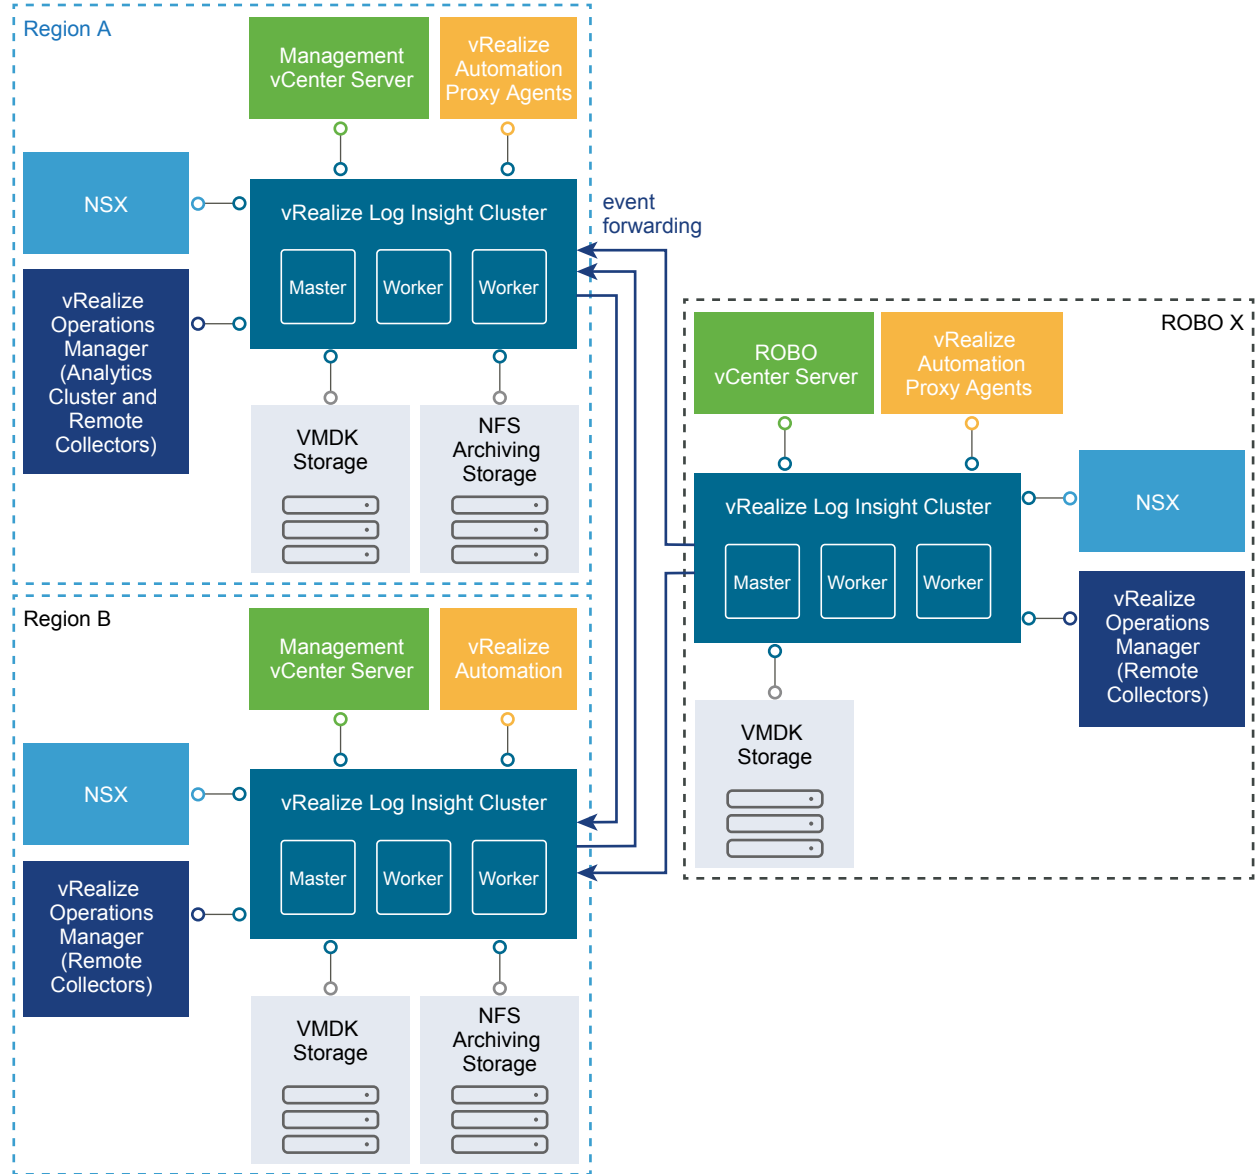 Region A
Management
vCenter Server
vRealize
Automation
Proxy Agents
NSX
vRealize Log Insight Cluster
Master
Worker
Worker
vRealize
Operations
Manager
(Analytics
Cluster and
Remote
Collectors)
VMDK
Storage
NFS
Archiving
Storage
event
forwarding
ROBO X
ROBO
vCenter Server
vRealize
Automation
Proxy Agents
vRealize Log Insight Cluster
Master
Worker
Worker
NSX
vRealize
Operations
Manager
(Remote
Collectors)
VMDK
Storage
Region B
Management
vCenter Server
vRealize
Automation
NSX
vRealize Log Insight Cluster
Master
Worker
Worker
vRealize
Operations
Manager
(Remote
Collectors)
VMDK
Storage
NFS
Archiving
Storage